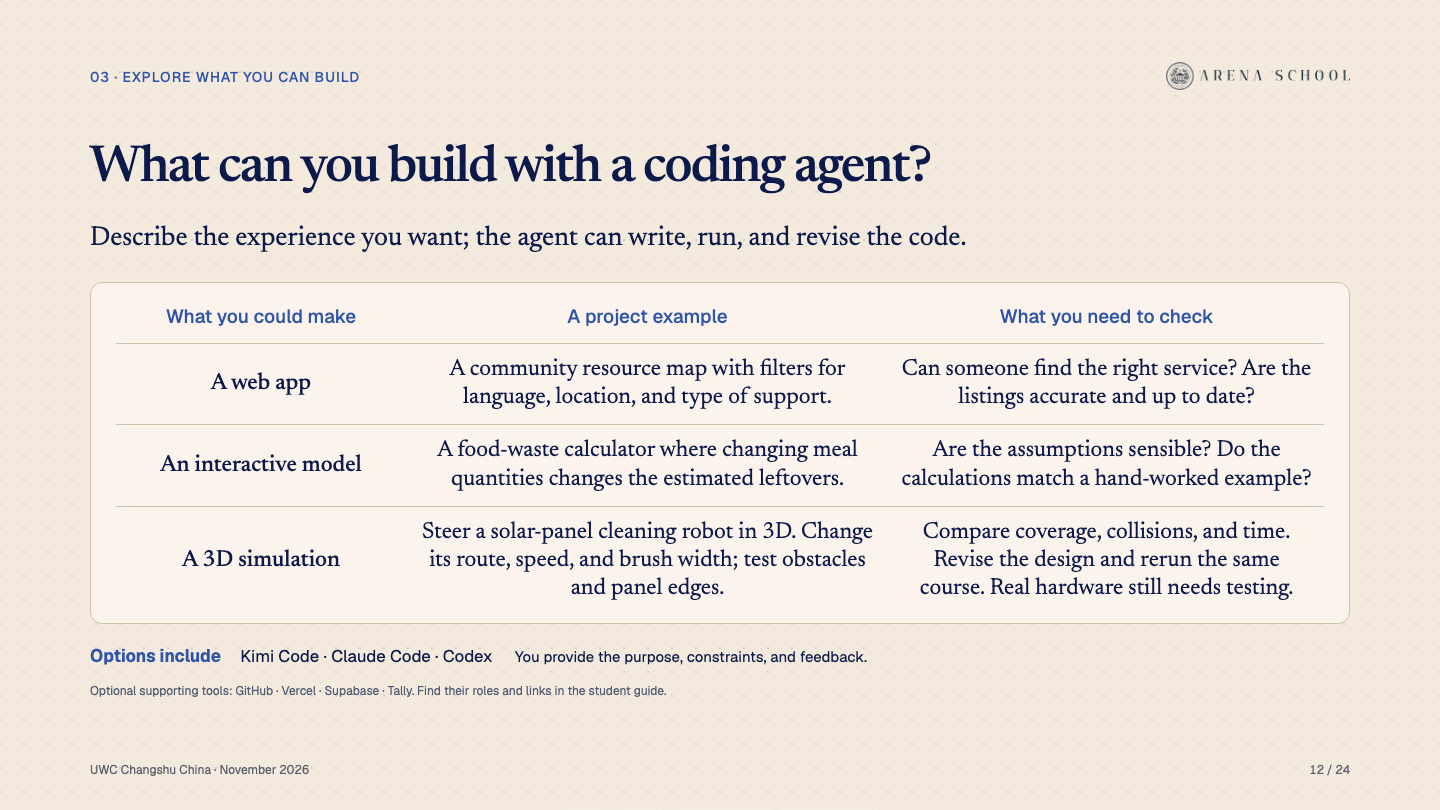 03 · EXPLORE WHAT YOU CAN BUILD
ARENA SCHOOL
What can you build with a coding agent?
Describe the experience you want; the agent can write, run, and revise the code.
What you could make
A project example
What you need to check
A web app
A community resource map with filters for
language, location, and type of support.
Can someone find the right service? Are the
listings accurate and up to date?
An interactive model
A food-waste calculator where changing meal
quantities changes the estimated leftovers.
Are the assumptions sensible? Do the
calculations match a hand-worked example?
A 3D simulation
Steer a solar-panel cleaning robot in 3D. Change
its route, speed, and brush width; test obstacles
and panel edges.
Compare coverage, collisions, and time.
Revise the design and rerun the same
course. Real hardware still needs testing.
Options include Kimi Code · Claude Code · Codex You provide the purpose, constraints, and feedback.
Optional supporting tools: GitHub · Vercel · Supabase · Tally. Find their roles and links in the student guide.
UWC Changshu China · November 2026
12 / 24